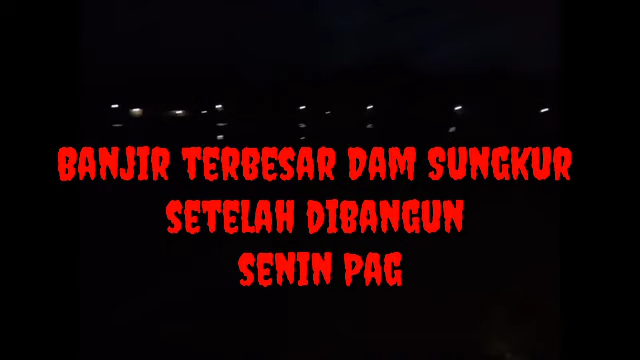 BANJIR TERBESAR DAM SUNGKUR
SETELAH DIBANGUN
SENIN PAG